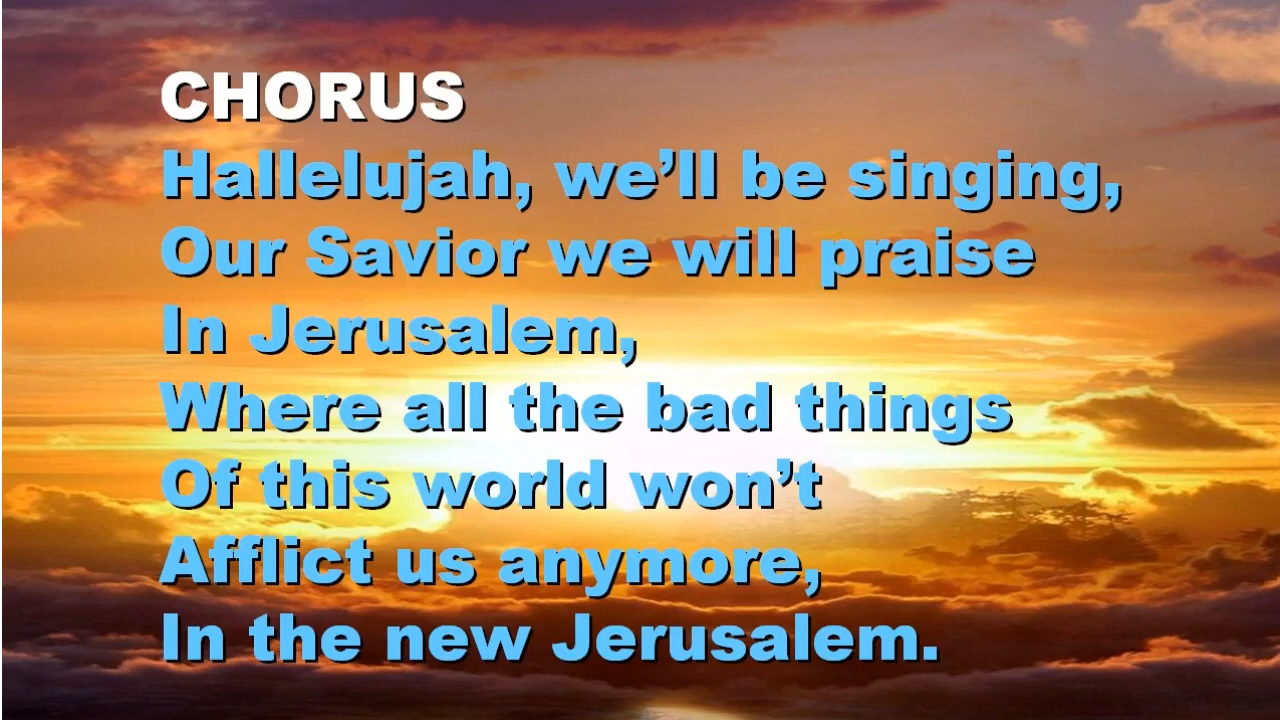 CHORUS
Hallelujah, we’ll be singing,
Our Savior we will praise
In Jerusalem,
Where all the bad things
Of this world won’t
Afflict us anymore,
In the new Jerusalem.